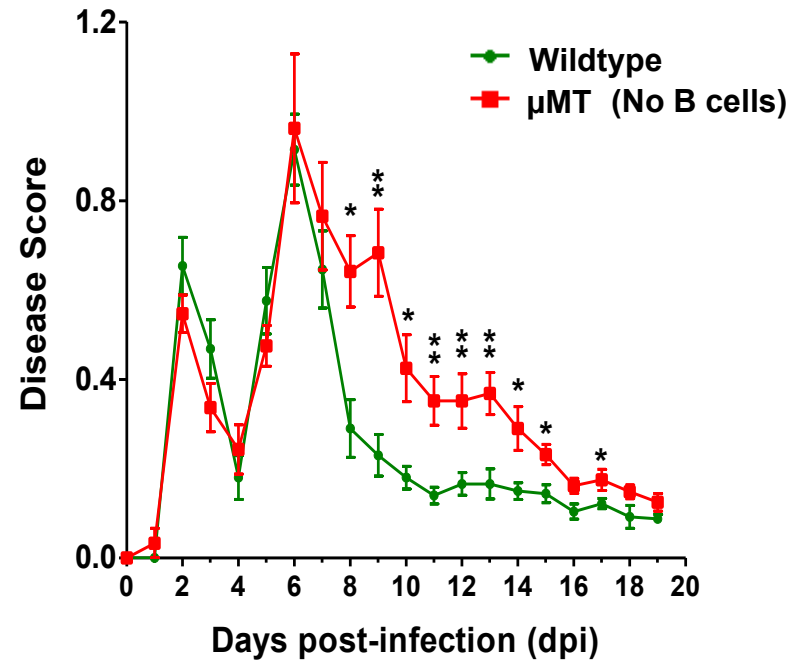 1.2
Wildtype
µMT (No B cells)
0.8
* **
Disease Score
* ** ** **
0.4
* * *
0.0
0 2 4 6 8 10 12 14 16 18 20
Days post-infection (dpi)